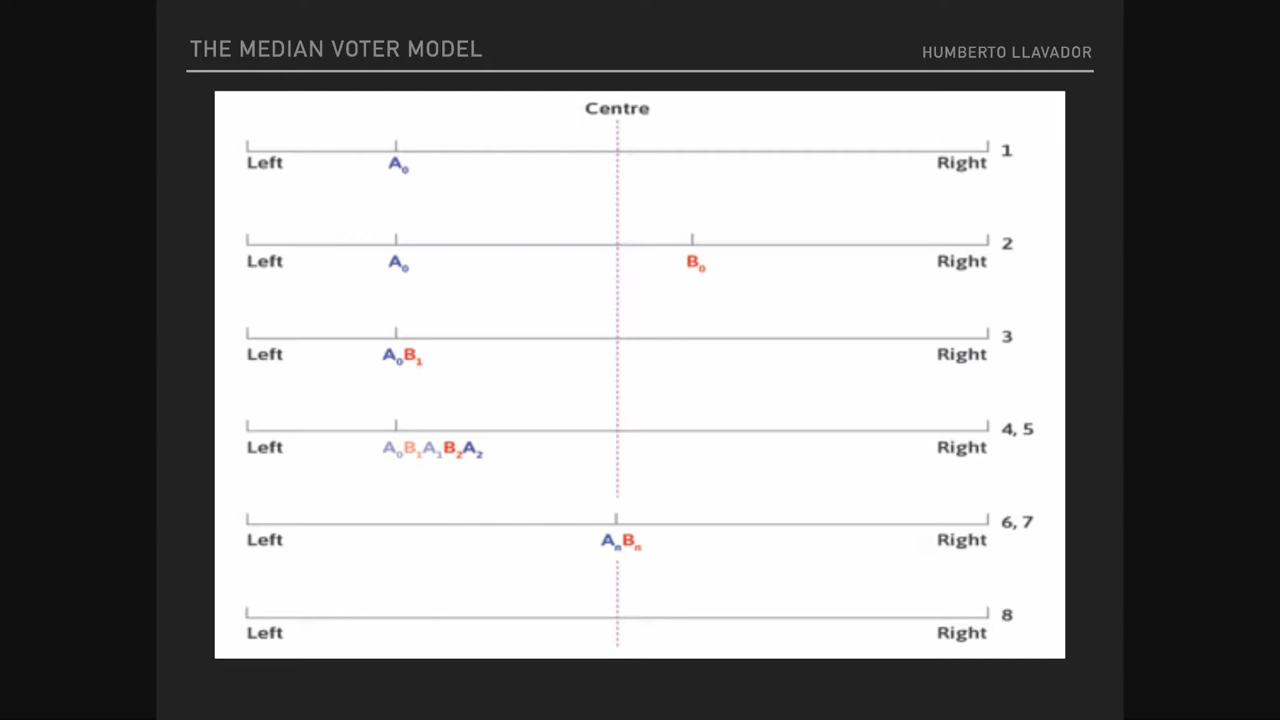 THE MEDIAN VOTER MODEL
HUMBERTO LLAVADOR
Centre
1
Left A₀ Right
2
Left A₀ B₀ Right
3
Left A₀B₁ Right
4, 5
Left A₀B₁A₁B₂A₂ Right
6, 7
Left AₙBₙ Right
8
Left Right